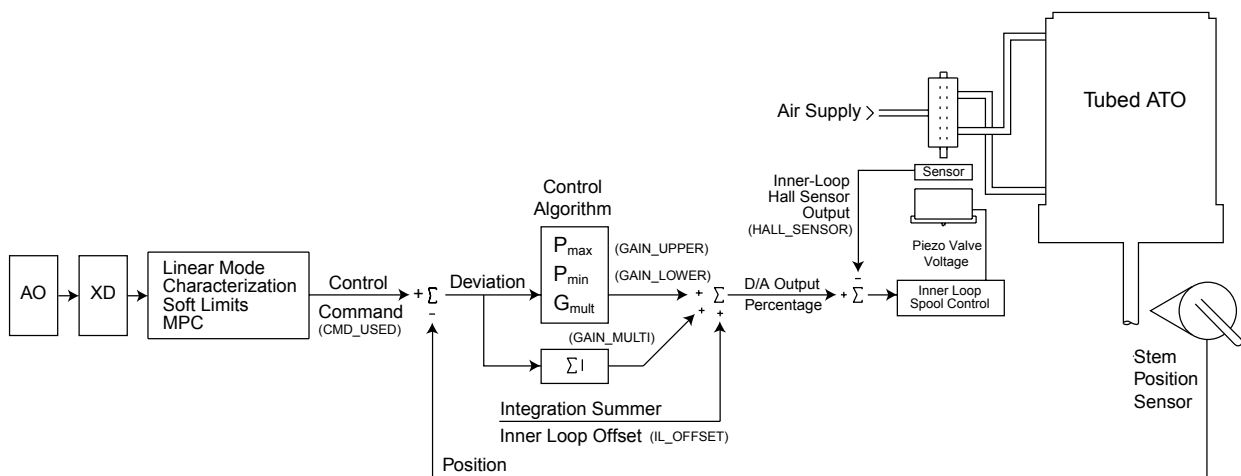 AO
XD
Linear Mode
Characterization
Soft Limits
MPC
Control
Command
(CMD_USED)
+
Σ
-
Deviation
Control
Algorithm
Pmax
(GAIN_UPPER)
Pmin
(GAIN_LOWER)
Gmult
(GAIN_MULTI)
Σ I
+
Σ
+
+
Integration Summer
Inner Loop Offset (IL_OFFSET)
Position
D/A Output
Percentage
-
+ Σ
Inner Loop
Spool Control
Inner-Loop
Hall Sensor
Output
(HALL_SENSOR)
Air Supply
Sensor
Piezo Valve
Voltage
Tubed ATO
Stem
Position
Sensor